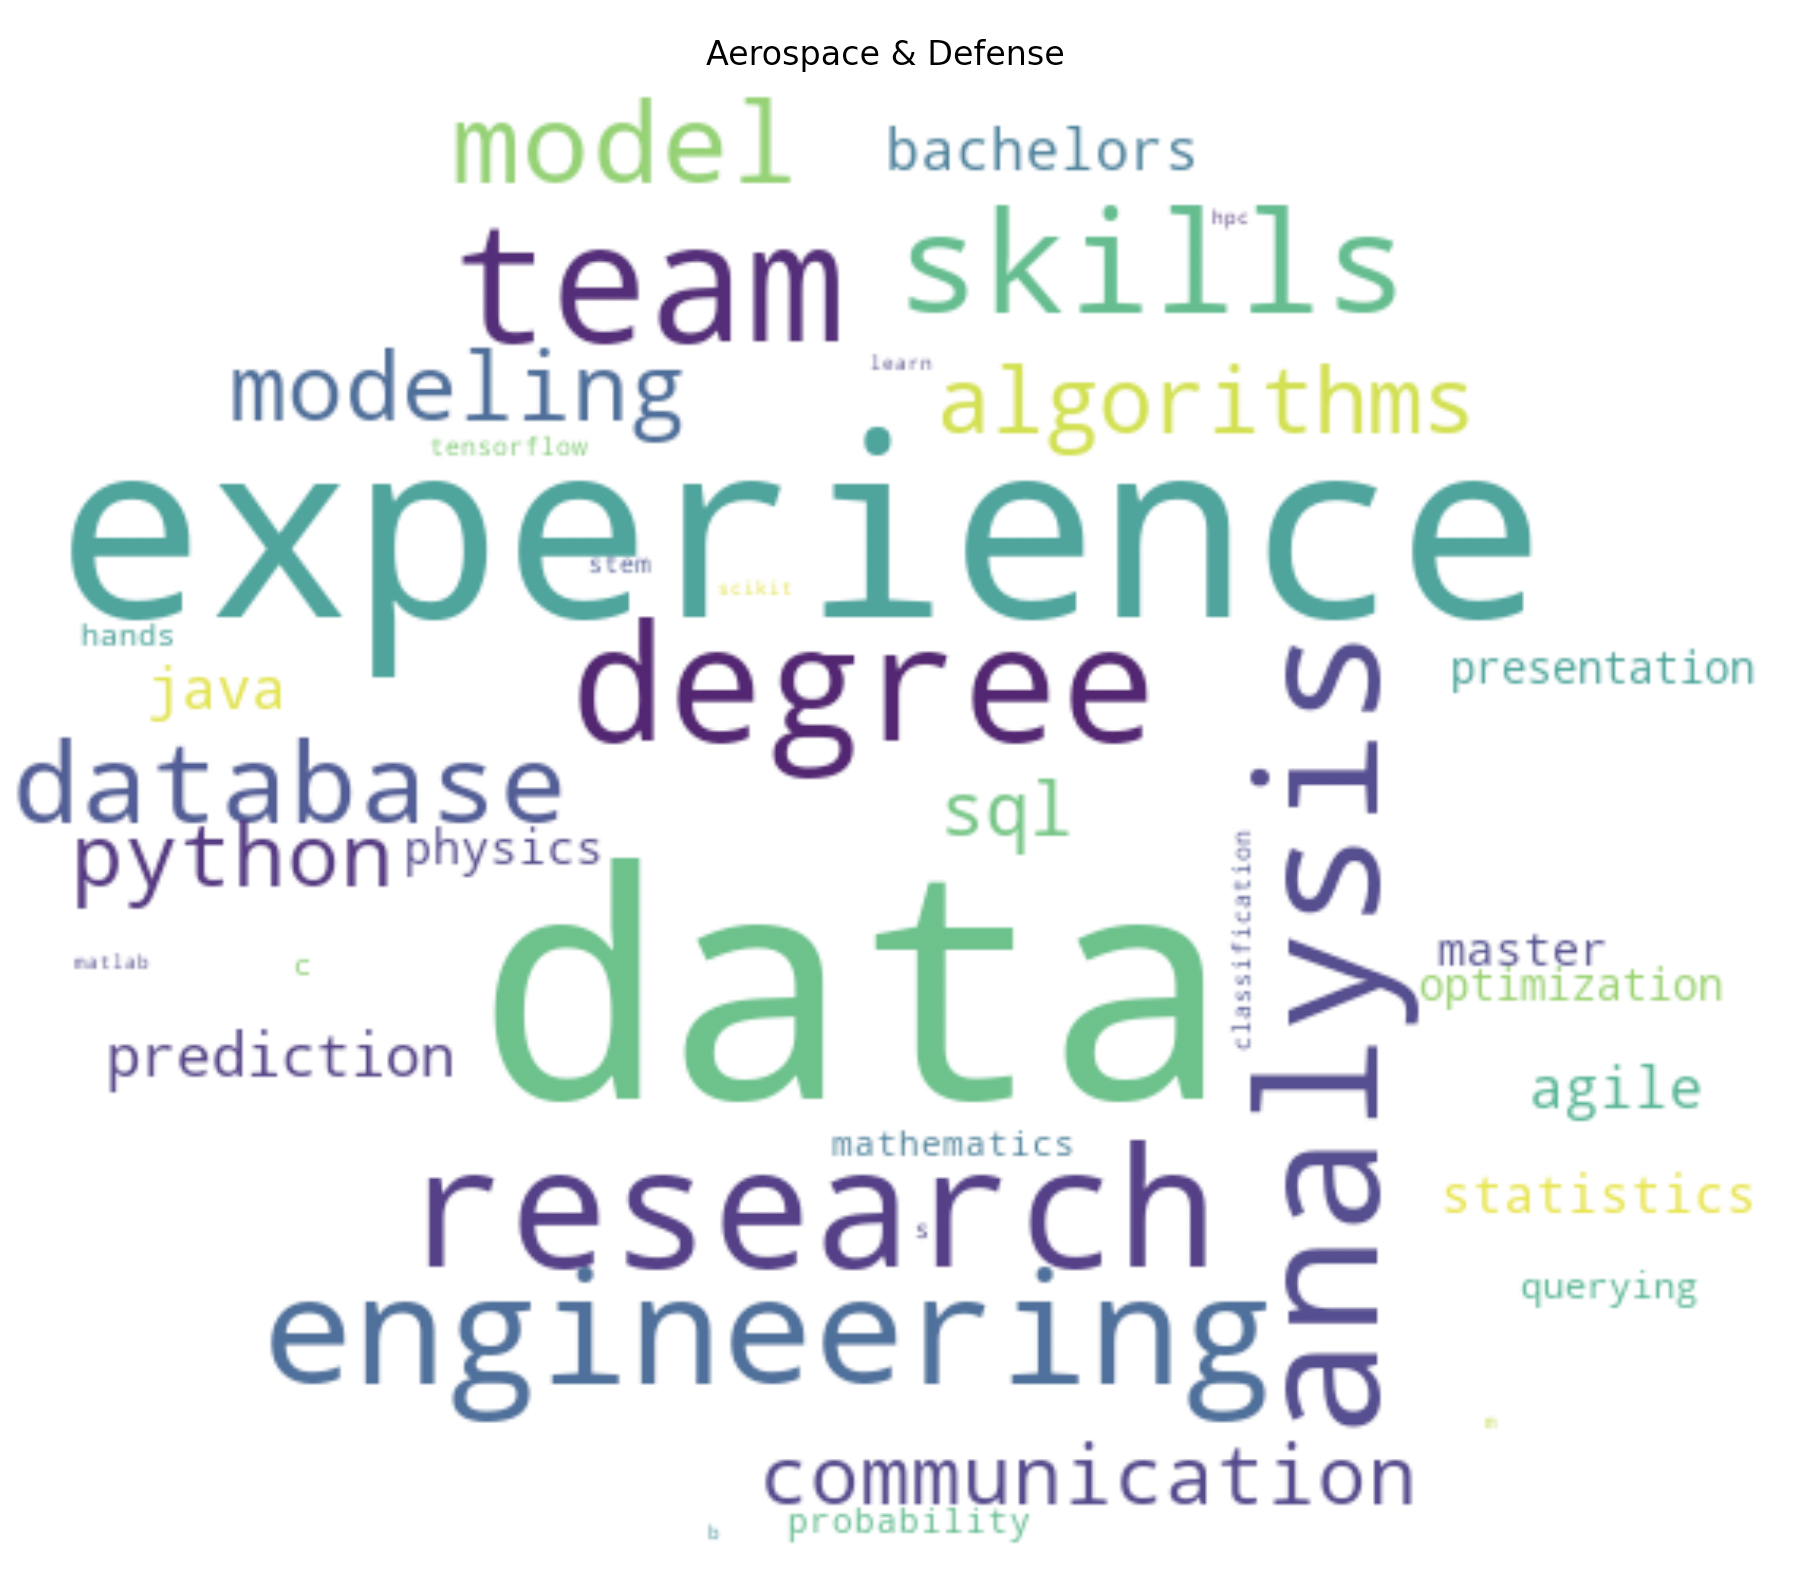 Aerospace & Defense
model
bachelors
skills
hpc
team
modeling
learn
algorithms
tensorflow
experience
stem
scikit
hands
degree
presentation
java
database
sql
python
physics
data
classification
analysis
master
optimization
matlab
c
prediction
agile
mathematics
research
s
statistics
engineering
querying
m
communication
probability
b